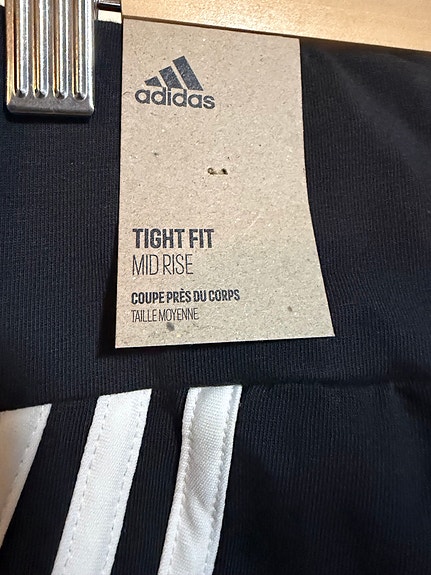 adidas
TIGHT FIT
MID RISE
COUPE PRÈS DU CORPS
TAILLE MOYENNE